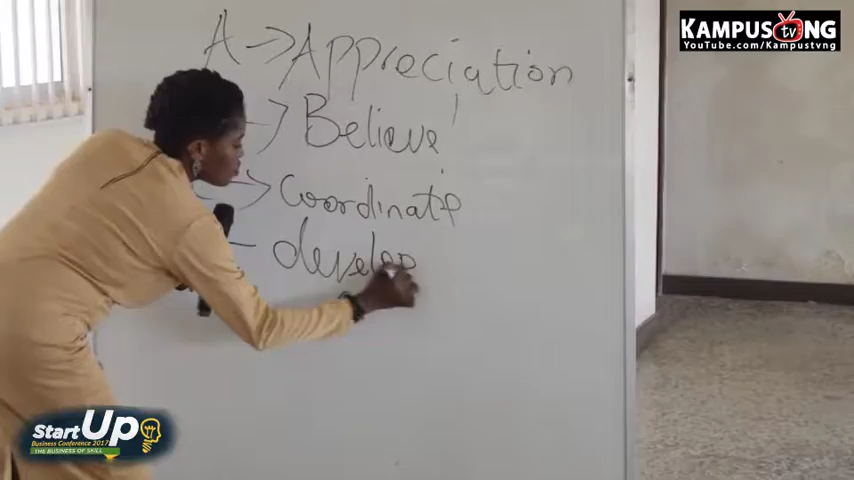 A → Appreciation
→ Believe
→ Coordinate
- develop
KAMPUS tv NG
YouTube.com/Kampustvng
StartUp
Business Conference 2017
THE BUSINESS OF SKILL